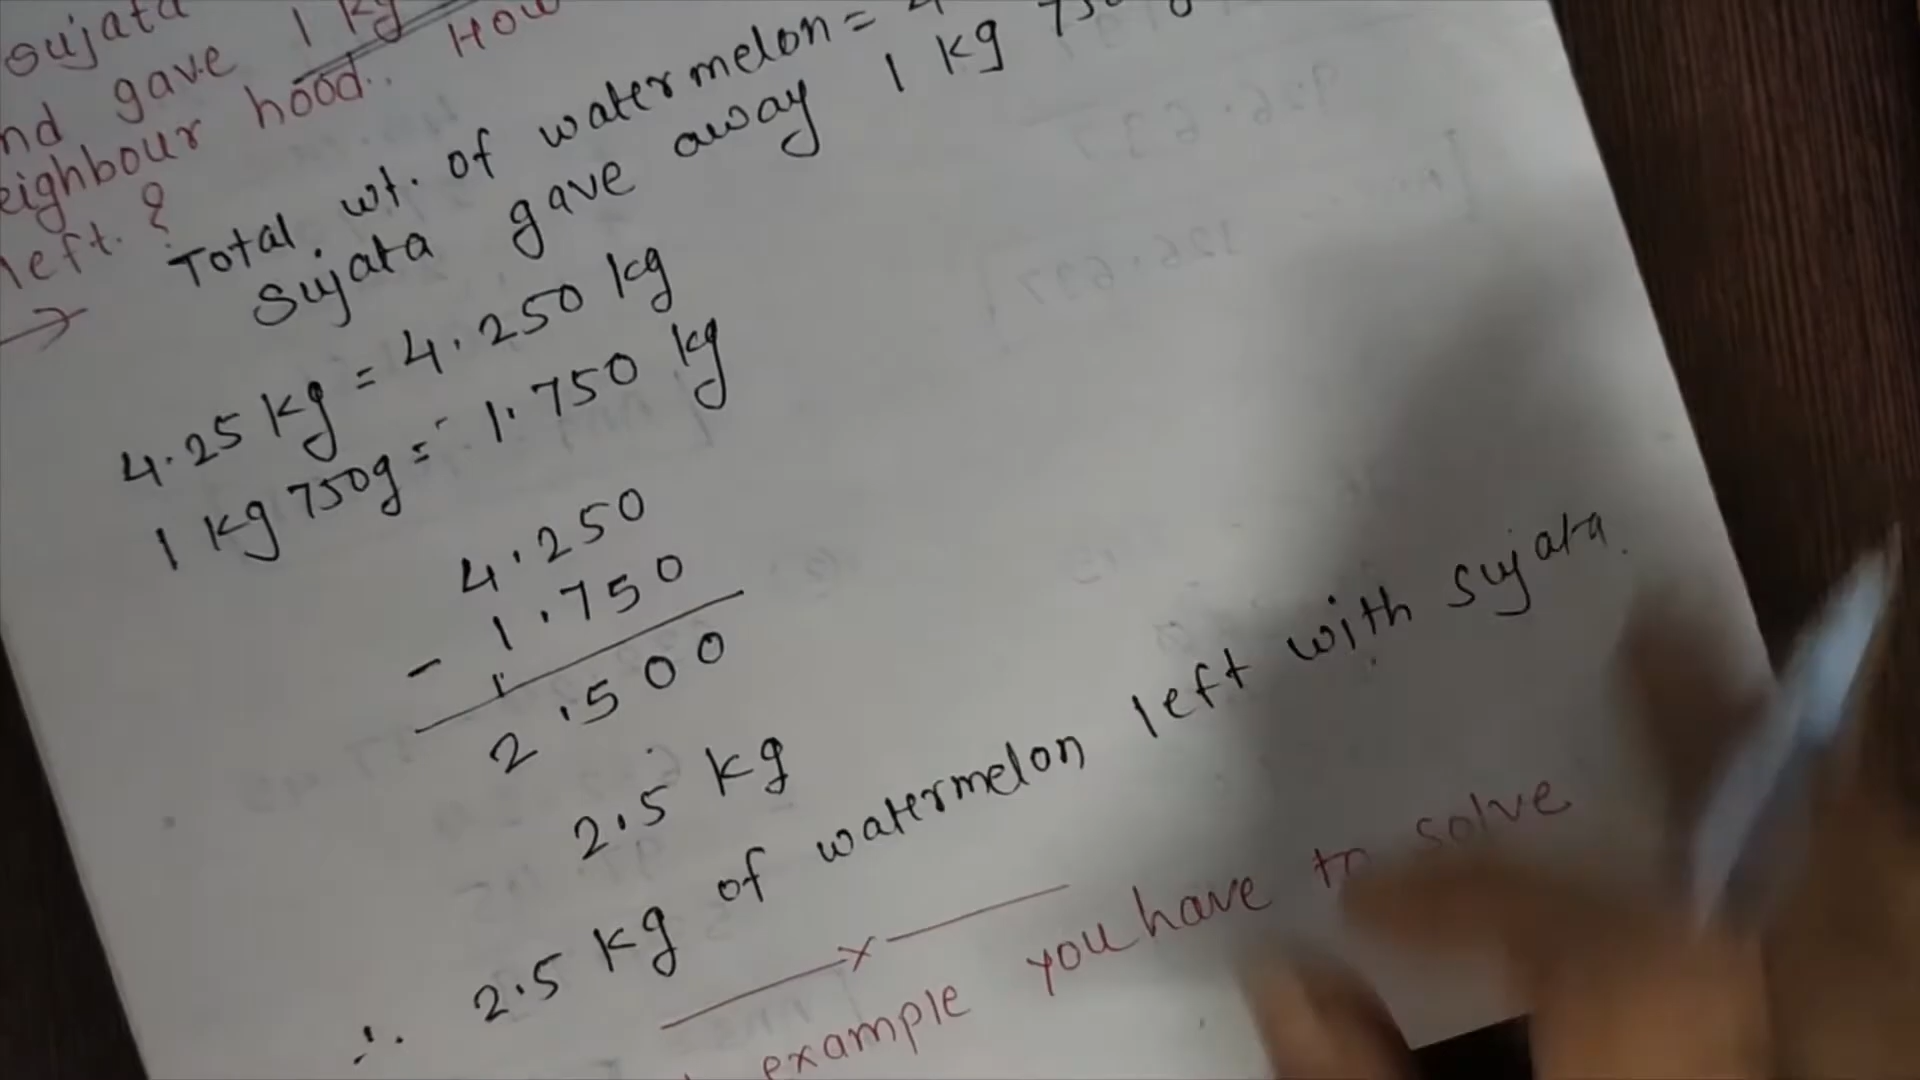 sujata
gave 1 kg
hood. How
left. ?
Total wt. of watermelon =
Sujata gave away 1 kg
4.25 kg = 4.250 kg
1 kg 750g = 1.750 kg
4.250
- 1.750
2.500
2.5 kg
∴ 2.5 kg of watermelon left with sujata.
x
example you have to solve